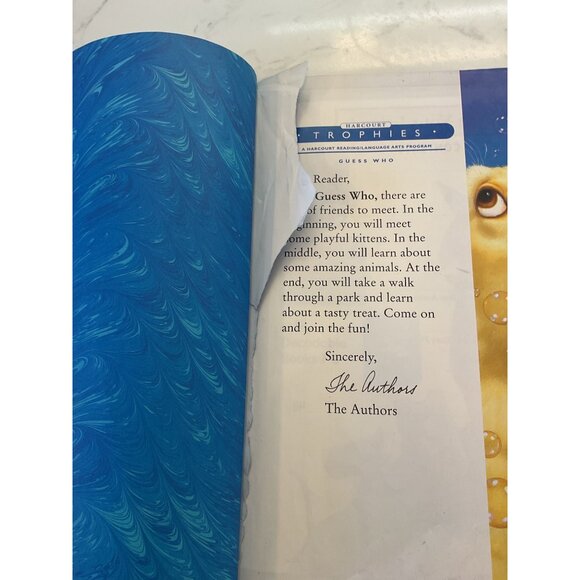 HARCOURT
TROPHIES
A HARCOURT READING/LANGUAGE ARTS PROGRAM
GUESS WHO
Reader,
Guess Who, there are
of friends to meet. In the
ginning, you will meet
ome playful kittens. In the
middle, you will learn about
some amazing animals. At the
end, you will take a walk
through a park and learn
about a tasty treat. Come on
and join the fun!
Sincerely,
The Authors
The Authors